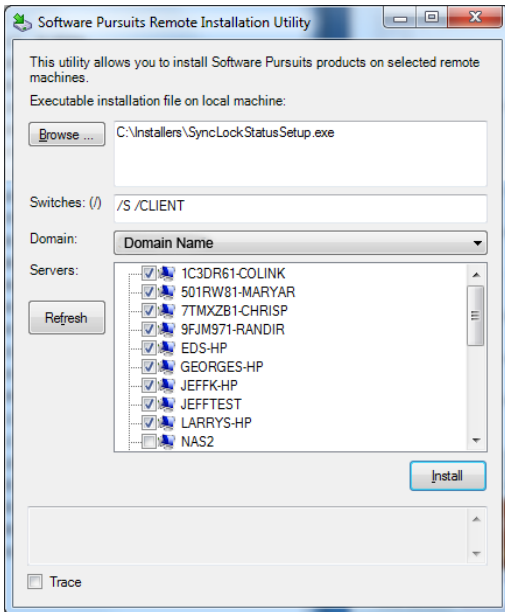 Software Pursuits Remote Installation Utility
This utility allows you to install Software Pursuits products on selected remote
machines.
Executable installation file on local machine:
Browse ...
C:\Installers\SyncLockStatusSetup.exe
Switches: (/)
/S /CLIENT
Domain:
Domain Name
Servers:
1C3DR61-COLINK
501RW81-MARYAR
7TMXZB1-CHRISP
Refresh
9FJM971-RANDIR
EDS-HP
GEORGES-HP
JEFFK-HP
JEFFTEST
LARRYS-HP
NAS2
Install
Trace